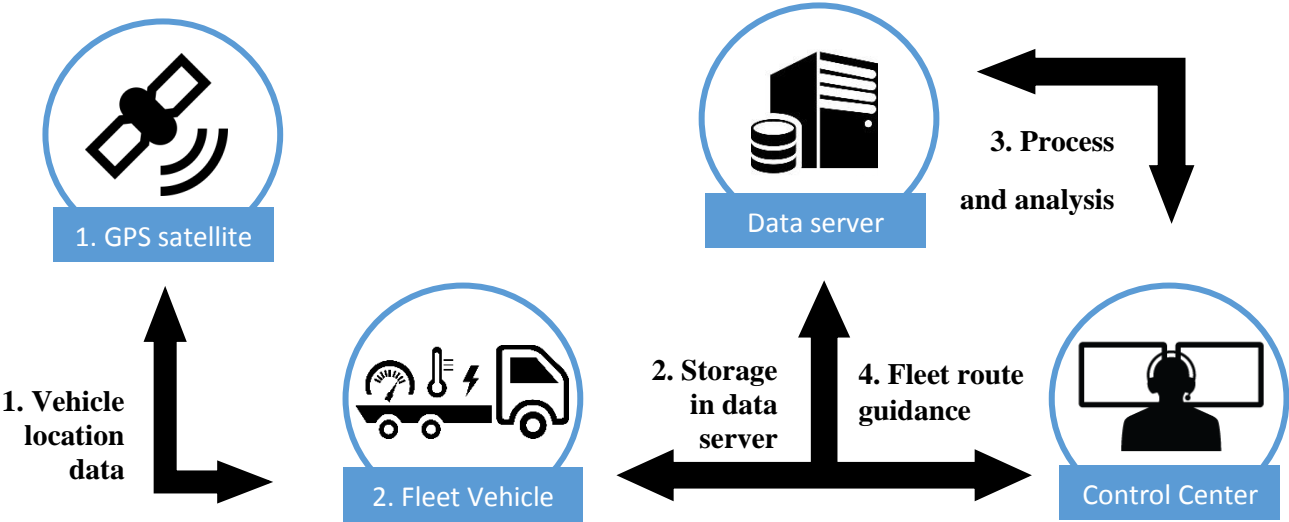 1. GPS satellite
Data server
3. Process
and analysis
1. Vehicle
location
data
2. Fleet Vehicle
2. Storage
in data
server
4. Fleet route
guidance
Control Center